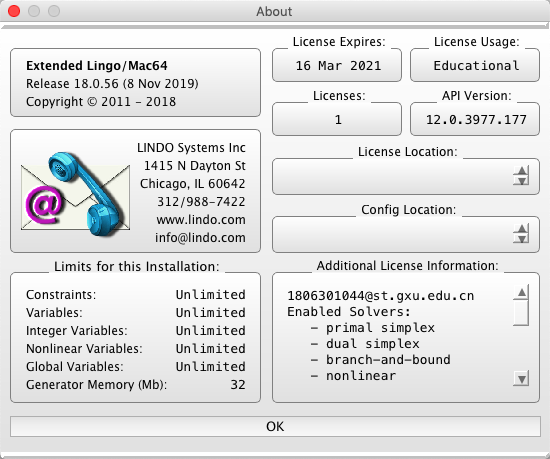 About
Extended Lingo/Mac64
Release 18.0.56 (8 Nov 2019)
Copyright © 2011 - 2018
License Expires:
16 Mar 2021
License Usage:
Educational
Licenses:
1
API Version:
12.0.3977.177
@
LINDO Systems Inc
1415 N Dayton St
Chicago, IL 60642
312/988-7422
www.lindo.com
info@lindo.com
License Location:
Config Location:
Limits for this Installation:
Constraints: Unlimited
Variables: Unlimited
Integer Variables: Unlimited
Nonlinear Variables: Unlimited
Global Variables: Unlimited
Generator Memory (Mb): 32
Additional License Information:
1806301044@st.gxu.edu.cn
Enabled Solvers:
- primal simplex
- dual simplex
- branch-and-bound
- nonlinear
OK